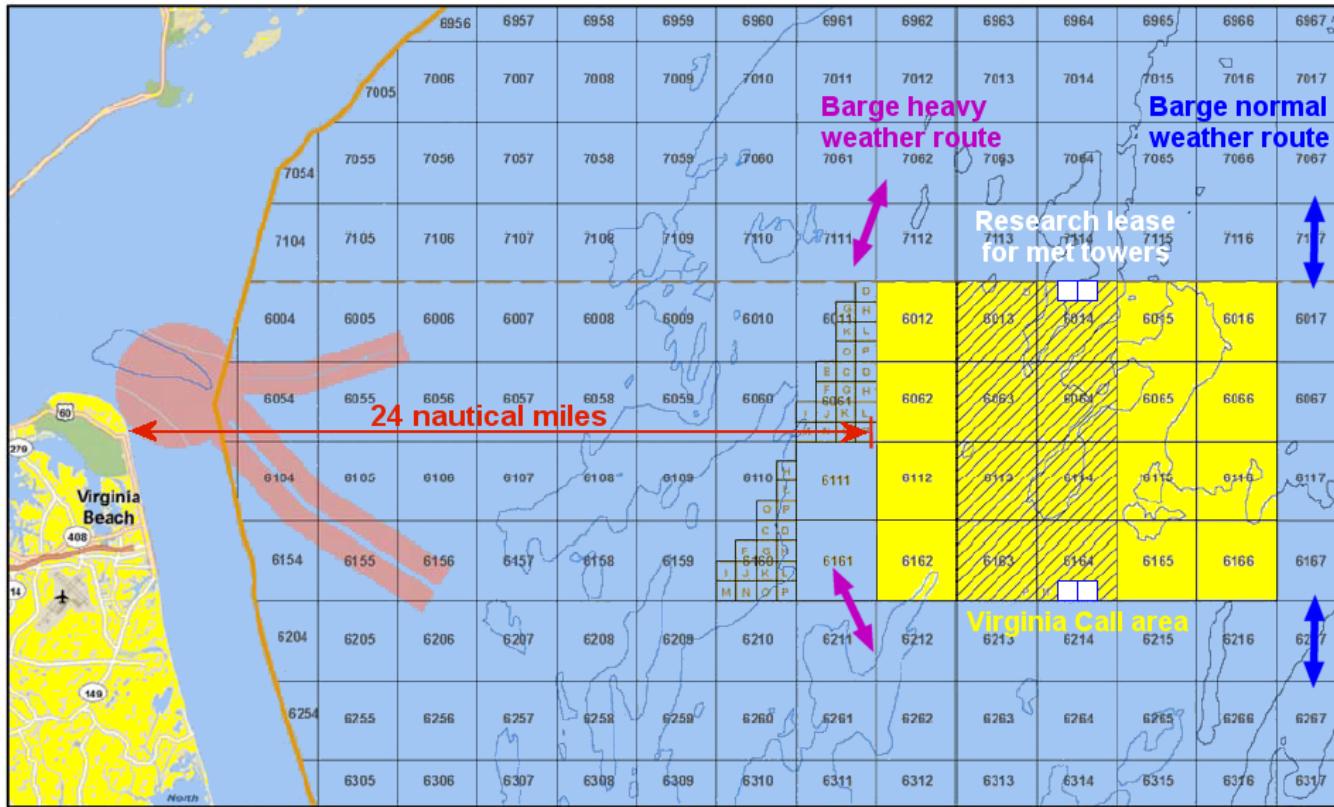 6956 6957 6958 6959 6960 6961 6962 6963 6964 6965 6966 6967
7005 7006 7007 7008 7009 7010 7011 7012 7013 7014 7015 7016 7017
Barge heavy
weather route
Barge normal
weather route
7054 7055 7056 7057 7058 7059 7060 7061 7062 7063 7064 7065 7066 7067
Research lease
for met towers
7104 7105 7106 7107 7108 7109 7110 7111 7112 7113 7114 7115 7116
D
G H
6004 6005 6006 6007 6008 6009 6010 6011 6012 6013 6014 6015 6016 6017
K L
O P
C D
F G H
6054 6055 6056 6057 6058 6059 6060 6061 6062 6063 6064 6065 6066 6067
I J K L
24 nautical miles
60
279
Virginia
Beach
408
14
149
North
H
6104 6105 6106 6107 6108 6109 6110 6111 6112 6113 6114 6115 6116 6117
L
O P
C D
F G H
6154 6155 6156 6157 6158 6159 6160 6161 6162 6163 6164 6165 6166 6167
I J K L
M N O P
Virginia Call area
6204 6205 6206 6207 6208 6209 6210 6211 6212 6213 6214 6215 6216 6217
6254 6255 6256 6257 6258 6259 6260 6261 6262 6263 6264 6265 6266 6267
6305 6306 6307 6308 6309 6310 6311 6312 6313 6314 6315 6316 6317